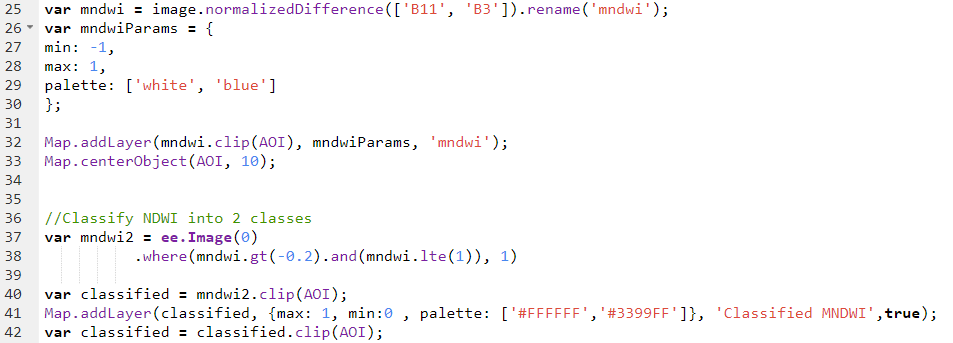 25 var mndwi = image.normalizedDifference(['B11', 'B3']).rename('mndwi');
26 var mndwiParams = {
27 min: -1,
28 max: 1,
29 palette: ['white', 'blue']
30 };
31
32 Map.addLayer(mndwi.clip(AOI), mndwiParams, 'mndwi');
33 Map.centerObject(AOI, 10);
34
35
36 //Classify NDWI into 2 classes
37 var mndwi2 = ee.Image(0)
38           .where(mndwi.gt(-0.2).and(mndwi.lte(1)), 1)
39
40 var classified = mndwi2.clip(AOI);
41 Map.addLayer(classified, {max: 1, min:0 , palette: ['#FFFFFF','#3399FF']}, 'Classified MNDWI',true);
42 var classified = classified.clip(AOI);